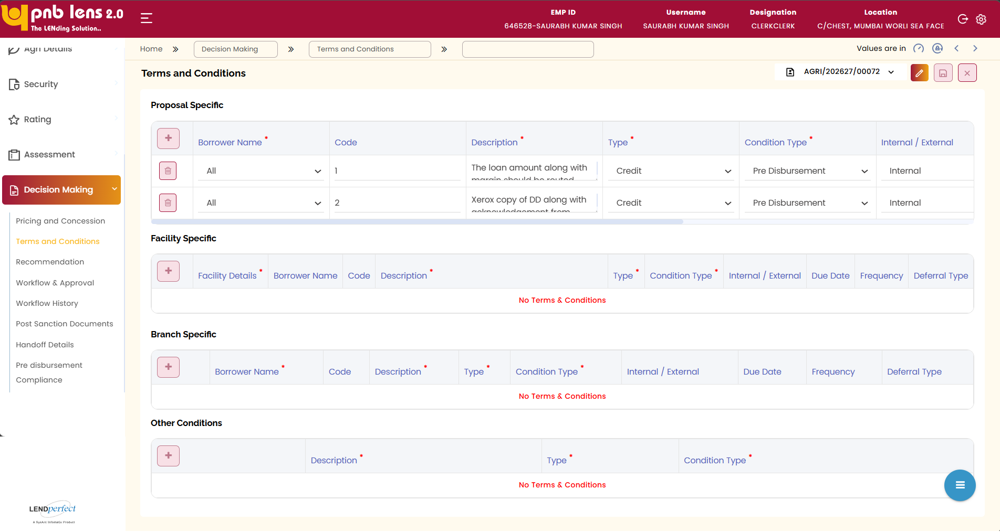 pnb lens 2.0
The LENding Solution..
EMP ID
646528-SAURABH KUMAR SINGH
Username
SAURABH KUMAR SINGH
Designation
CLERKCLERK
Location
C/CHEST, MUMBAI WORLI SEA FACE
Agri Details
Security
Rating
Assessment
Decision Making
Pricing and Concession
Terms and Conditions
Recommendation
Workflow & Approval
Workflow History
Post Sanction Documents
Handoff Details
Pre disbursement
Compliance
LENDperfect
A SysArc Infomatix Product
Home » Decision Making » Terms and Conditions »
Values are in
Terms and Conditions
AGRI/202627/00072
Proposal Specific
+ Borrower Name * Code Description * Type * Condition Type * Internal / External
All 1 The loan amount along with Credit Pre Disbursement Internal
margin should be routed
All 2 Xerox copy of DD along with Credit Pre Disbursement Internal
acknowledgement from
Facility Specific
+ Facility Details * Borrower Name Code Description * Type * Condition Type * Internal / External Due Date Frequency Deferral Type
No Terms & Conditions
Branch Specific
+ Borrower Name * Code Description * Type * Condition Type * Internal / External Due Date Frequency Deferral Type
No Terms & Conditions
Other Conditions
+ Description * Type * Condition Type *
No Terms & Conditions